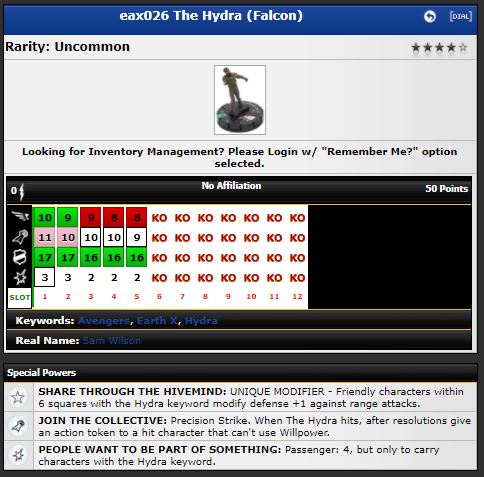 eax026 The Hydra (Falcon)
[DIAL]
Rarity: Uncommon
Looking for Inventory Management? Please Login w/ "Remember Me?" option
selected.
0 No Affiliation 50 Points
10 9 9 8 8 KO KO KO KO KO KO KO
11 10 10 10 9 KO KO KO KO KO KO KO
17 17 16 16 16 KO KO KO KO KO KO KO
3 3 2 2 2 KO KO KO KO KO KO KO
SLOT 1 2 3 4 5 6 7 8 9 10 11 12
Keywords: Avengers, Earth X, Hydra
Real Name: Sam Wilson
Special Powers
SHARE THROUGH THE HIVEMIND: UNIQUE MODIFIER - Friendly characters within
6 squares with the Hydra keyword modify defense +1 against range attacks.
JOIN THE COLLECTIVE: Precision Strike. When The Hydra hits, after resolutions give
an action token to a hit character that can't use Willpower.
PEOPLE WANT TO BE PART OF SOMETHING: Passenger: 4, but only to carry
characters with the Hydra keyword.